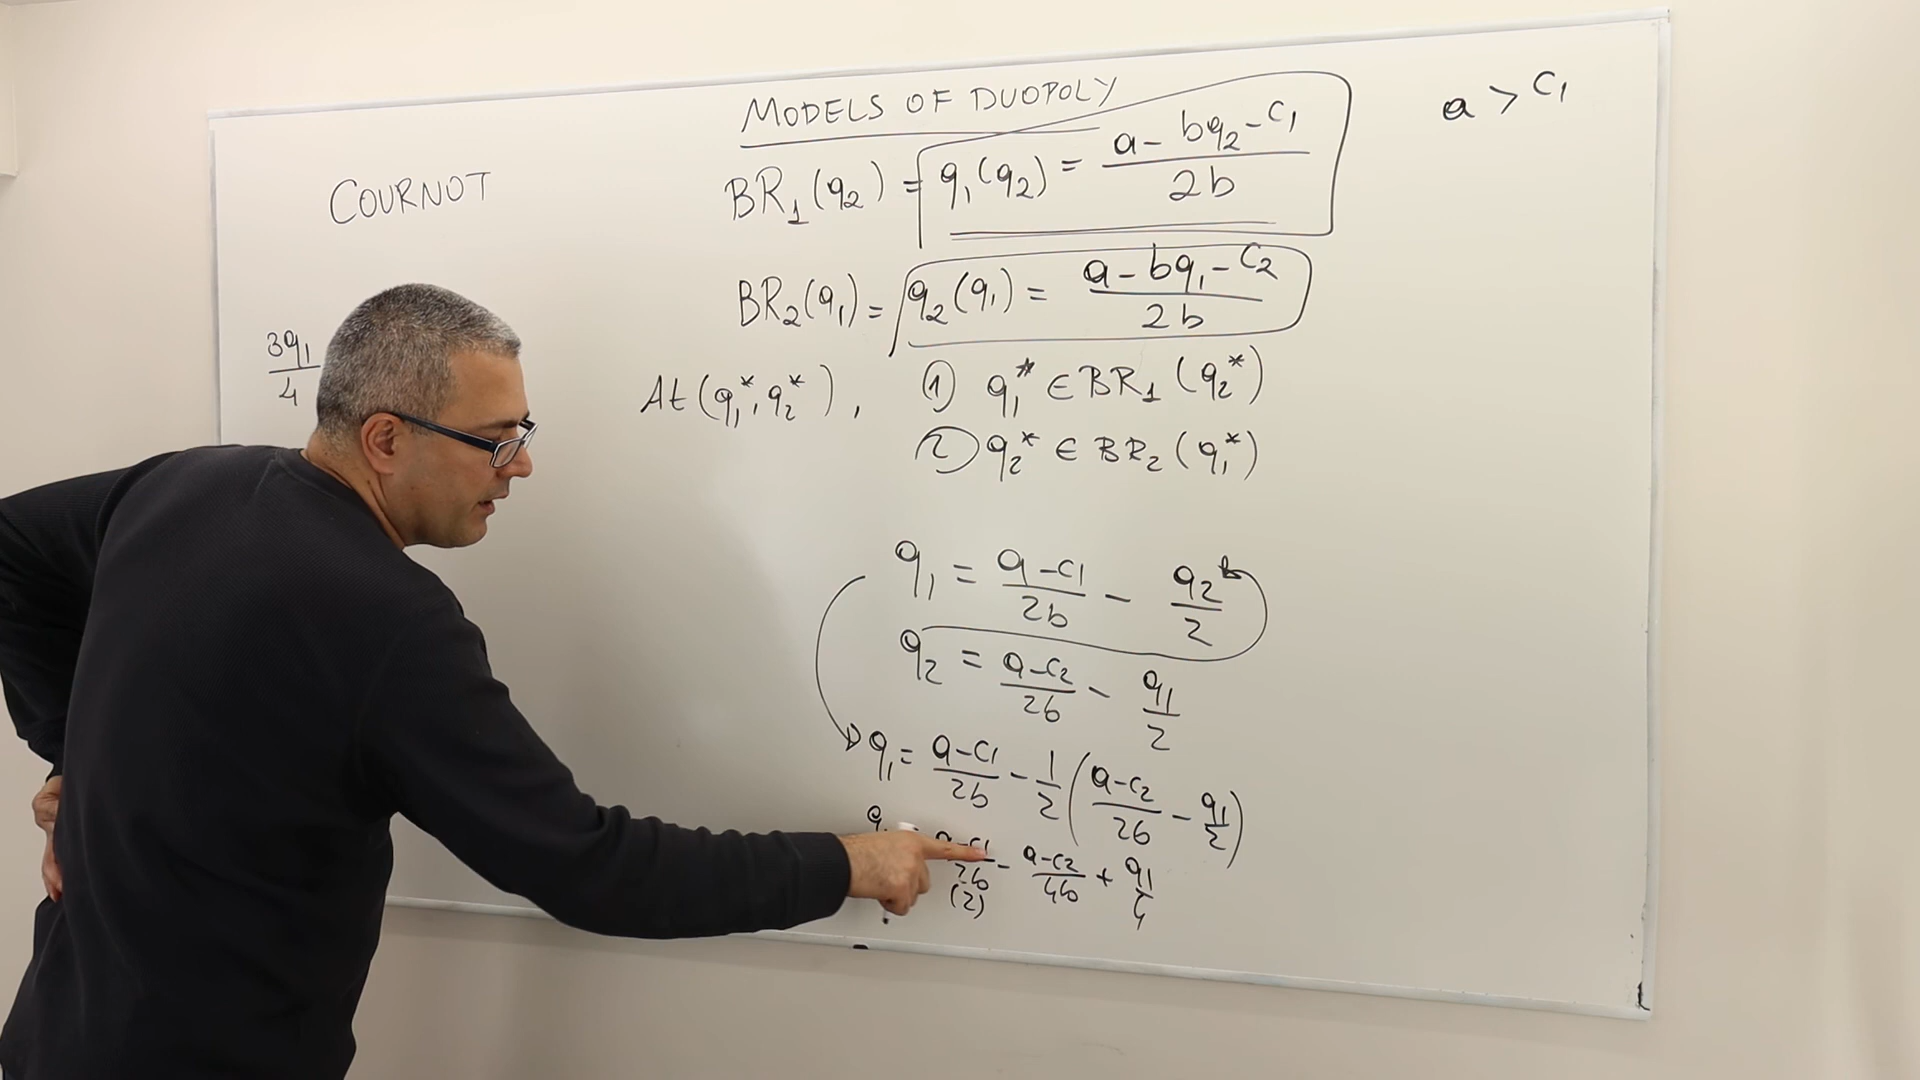 MODELS OF DUOPOLY
a > c₁
COURNOT
BR₁(q₂) = q₁(q₂) = (a - bq₂ - c₁) / 2b
BR₂(q₁) = q₂(q₁) = (a - bq₁ - c₂) / 2b
3q₁ / 4
At (q₁*, q₂*), ① q₁* ∈ BR₁(q₂*)
② q₂* ∈ BR₂(q₁*)
q₁ = (a - c₁) / 2b - q₂ / 2
q₂ = (a - c₂) / 2b - q₁ / 2
q₁ = (a - c₁) / 2b - 1/2 ((a - c₂) / 2b - q₁ / 2)
(a - c₁) / 2b - (a - c₂) / 4b + q₁ / 4
(2)